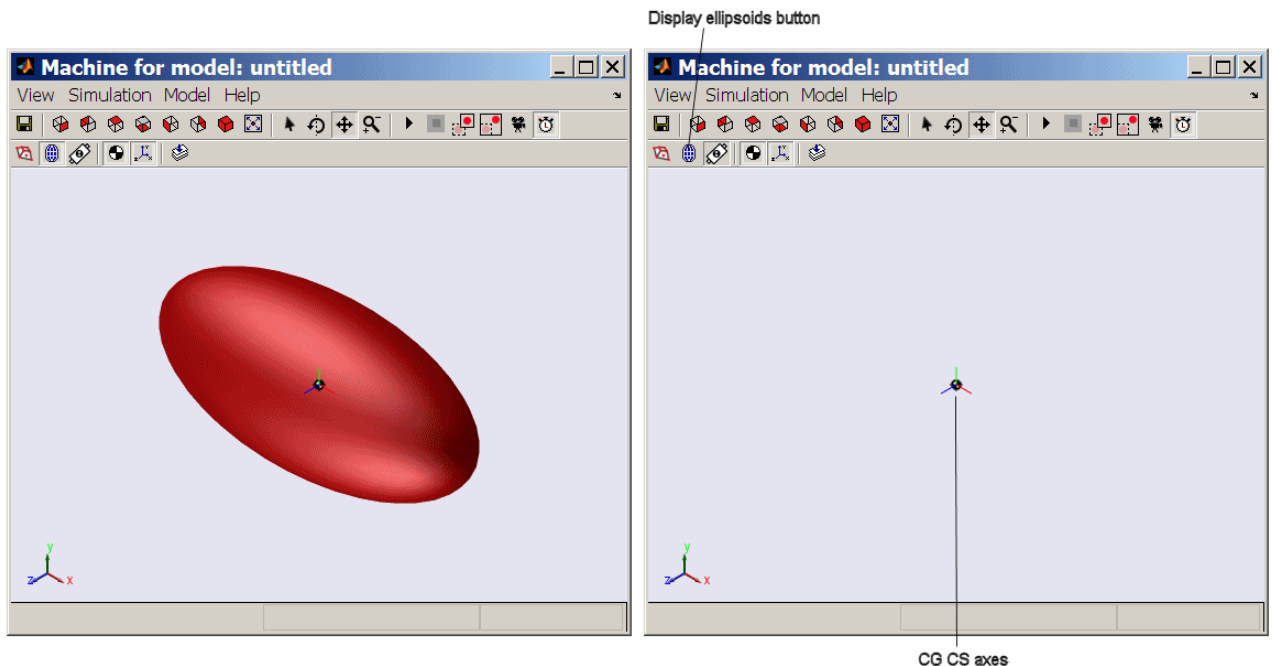 Display ellipsoids button
Machine for model: untitled
View Simulation Model Help
y
z
x
Machine for model: untitled
View Simulation Model Help
y
z
x
CG CS axes